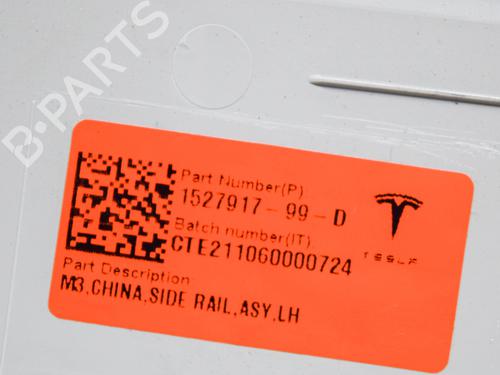 B-PARTS
Part Number(P)
1527917-99-D
Batch number(IT)
CTE211060000724
TESLA
Part Description
M3,CHINA,SIDE RAIL,ASY,LH